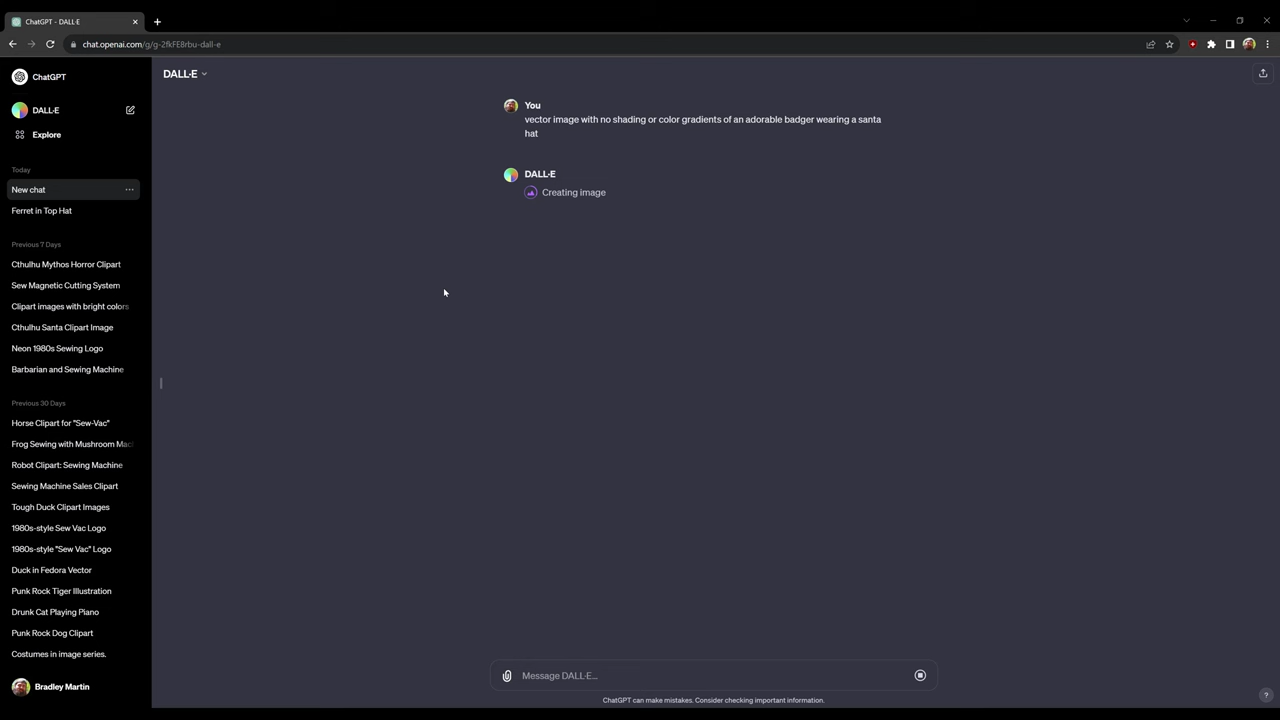 ChatGPT - DALL·E
chat.openai.com/g/g-2fkFE8rbu-dall-e
ChatGPT
DALL·E
Explore
Today
New chat
Ferret in Top Hat
Previous 7 Days
Cthulhu Mythos Horror Clipart
Sew Magnetic Cutting System
Clipart images with bright colors
Cthulhu Santa Clipart Image
Neon 1980s Sewing Logo
Barbarian and Sewing Machine
Previous 30 Days
Horse Clipart for "Sew-Vac"
Frog Sewing with Mushroom Mac
Robot Clipart: Sewing Machine
Sewing Machine Sales Clipart
Tough Duck Clipart Images
1980s-style Sew Vac Logo
1980s-style "Sew Vac" Logo
Duck in Fedora Vector
Punk Rock Tiger Illustration
Drunk Cat Playing Piano
Punk Rock Dog Clipart
Costumes in image series.
Bradley Martin
DALL·E
You
vector image with no shading or color gradients of an adorable badger wearing a santa
hat
DALL·E
Creating image
Message DALL·E...
ChatGPT can make mistakes. Consider checking important information.
?